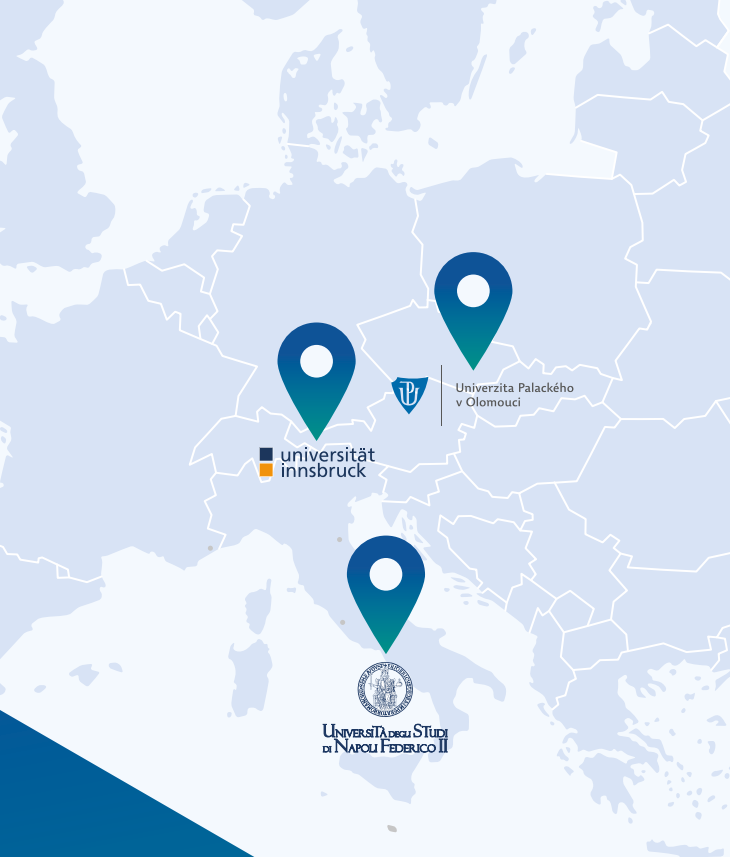 Univerzita Palackého
v Olomouci
universität
innsbruck
UNIVERSITÀ DEGLI STUDI
DI NAPOLI FEDERICO II